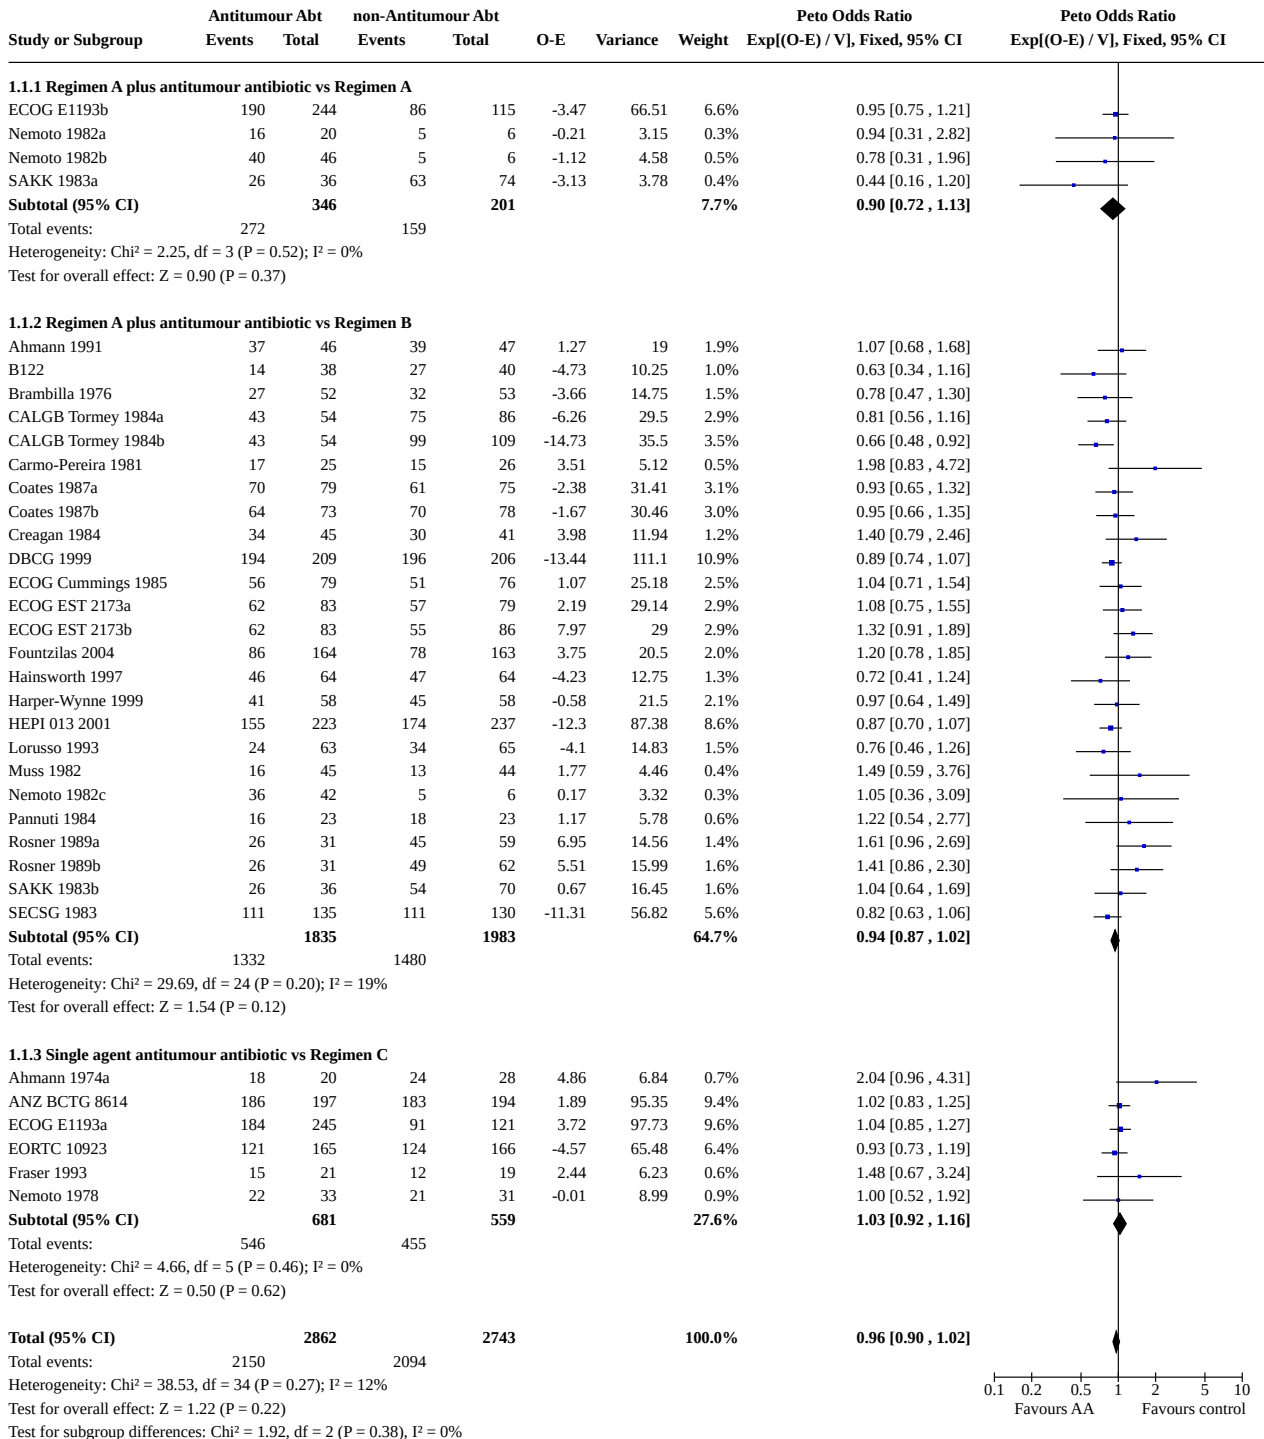 Antitumour Abt non-Antitumour Abt Peto Odds Ratio Peto Odds Ratio
Study or Subgroup Events Total Events Total O-E Variance Weight Exp[(O-E) / V], Fixed, 95% CI Exp[(O-E) / V], Fixed, 95% CI
1.1.1 Regimen A plus antitumour antibiotic vs Regimen A
ECOG E1193b 190 244 86 115 -3.47 66.51 6.6% 0.95 [0.75 , 1.21]
Nemoto 1982a 16 20 5 6 -0.21 3.15 0.3% 0.94 [0.31 , 2.82]
Nemoto 1982b 40 46 5 6 -1.12 4.58 0.5% 0.78 [0.31 , 1.96]
SAKK 1983a 26 36 63 74 -3.13 3.78 0.4% 0.44 [0.16 , 1.20]
Subtotal (95% CI) 346 201 7.7% 0.90 [0.72 , 1.13]
Total events: 272 159
Heterogeneity: Chi² = 2.25, df = 3 (P = 0.52); I² = 0%
Test for overall effect: Z = 0.90 (P = 0.37)
1.1.2 Regimen A plus antitumour antibiotic vs Regimen B
Ahmann 1991 37 46 39 47 1.27 19 1.9% 1.07 [0.68 , 1.68]
B122 14 38 27 40 -4.73 10.25 1.0% 0.63 [0.34 , 1.16]
Brambilla 1976 27 52 32 53 -3.66 14.75 1.5% 0.78 [0.47 , 1.30]
CALGB Tormey 1984a 43 54 75 86 -6.26 29.5 2.9% 0.81 [0.56 , 1.16]
CALGB Tormey 1984b 43 54 99 109 -14.73 35.5 3.5% 0.66 [0.48 , 0.92]
Carmo-Pereira 1981 17 25 15 26 3.51 5.12 0.5% 1.98 [0.83 , 4.72]
Coates 1987a 70 79 61 75 -2.38 31.41 3.1% 0.93 [0.65 , 1.32]
Coates 1987b 64 73 70 78 -1.67 30.46 3.0% 0.95 [0.66 , 1.35]
Creagan 1984 34 45 30 41 3.98 11.94 1.2% 1.40 [0.79 , 2.46]
DBCG 1999 194 209 196 206 -13.44 111.1 10.9% 0.89 [0.74 , 1.07]
ECOG Cummings 1985 56 79 51 76 1.07 25.18 2.5% 1.04 [0.71 , 1.54]
ECOG EST 2173a 62 83 57 79 2.19 29.14 2.9% 1.08 [0.75 , 1.55]
ECOG EST 2173b 62 83 55 86 7.97 29 2.9% 1.32 [0.91 , 1.89]
Fountzilas 2004 86 164 78 163 3.75 20.5 2.0% 1.20 [0.78 , 1.85]
Hainsworth 1997 46 64 47 64 -4.23 12.75 1.3% 0.72 [0.41 , 1.24]
Harper-Wynne 1999 41 58 45 58 -0.58 21.5 2.1% 0.97 [0.64 , 1.49]
HEPI 013 2001 155 223 174 237 -12.3 87.38 8.6% 0.87 [0.70 , 1.07]
Lorusso 1993 24 63 34 65 -4.1 14.83 1.5% 0.76 [0.46 , 1.26]
Muss 1982 16 45 13 44 1.77 4.46 0.4% 1.49 [0.59 , 3.76]
Nemoto 1982c 36 42 5 6 0.17 3.32 0.3% 1.05 [0.36 , 3.09]
Pannuti 1984 16 23 18 23 1.17 5.78 0.6% 1.22 [0.54 , 2.77]
Rosner 1989a 26 31 45 59 6.95 14.56 1.4% 1.61 [0.96 , 2.69]
Rosner 1989b 26 31 49 62 5.51 15.99 1.6% 1.41 [0.86 , 2.30]
SAKK 1983b 26 36 54 70 0.67 16.45 1.6% 1.04 [0.64 , 1.69]
SECSG 1983 111 135 111 130 -11.31 56.82 5.6% 0.82 [0.63 , 1.06]
Subtotal (95% CI) 1835 1983 64.7% 0.94 [0.87 , 1.02]
Total events: 1332 1480
Heterogeneity: Chi² = 29.69, df = 24 (P = 0.20); I² = 19%
Test for overall effect: Z = 1.54 (P = 0.12)
1.1.3 Single agent antitumour antibiotic vs Regimen C
Ahmann 1974a 18 20 24 28 4.86 6.84 0.7% 2.04 [0.96 , 4.31]
ANZ BCTG 8614 186 197 183 194 1.89 95.35 9.4% 1.02 [0.83 , 1.25]
ECOG E1193a 184 245 91 121 3.72 97.73 9.6% 1.04 [0.85 , 1.27]
EORTC 10923 121 165 124 166 -4.57 65.48 6.4% 0.93 [0.73 , 1.19]
Fraser 1993 15 21 12 19 2.44 6.23 0.6% 1.48 [0.67 , 3.24]
Nemoto 1978 22 33 21 31 -0.01 8.99 0.9% 1.00 [0.52 , 1.92]
Subtotal (95% CI) 681 559 27.6% 1.03 [0.92 , 1.16]
Total events: 546 455
Heterogeneity: Chi² = 4.66, df = 5 (P = 0.46); I² = 0%
Test for overall effect: Z = 0.50 (P = 0.62)
Total (95% CI) 2862 2743 100.0% 0.96 [0.90 , 1.02]
Total events: 2150 2094
Heterogeneity: Chi² = 38.53, df = 34 (P = 0.27); I² = 12%
0.1 0.2 0.5 1 2 5 10
Test for overall effect: Z = 1.22 (P = 0.22)
Favours AA Favours control
Test for subgroup differences: Chi² = 1.92, df = 2 (P = 0.38), I² = 0%